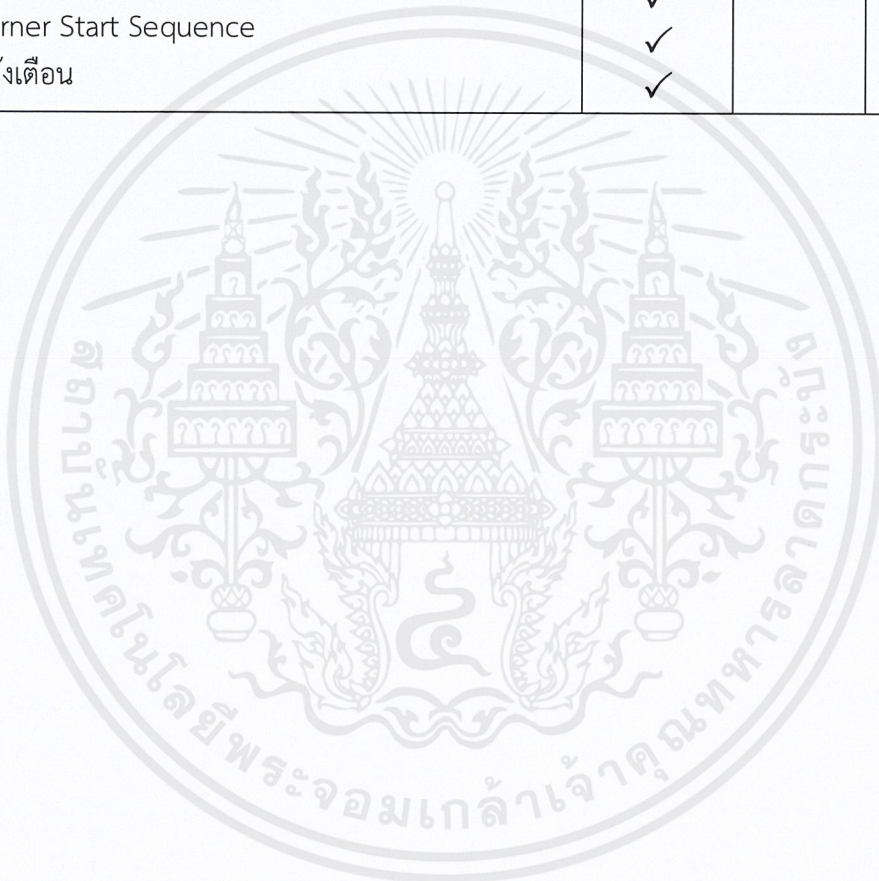 rner Start Sequence ✓
งเตือน ✓
สถาบันเทคโนโลยีพระจอมเกล้าเจ้าคุณทหารลาดกระบัง
๔